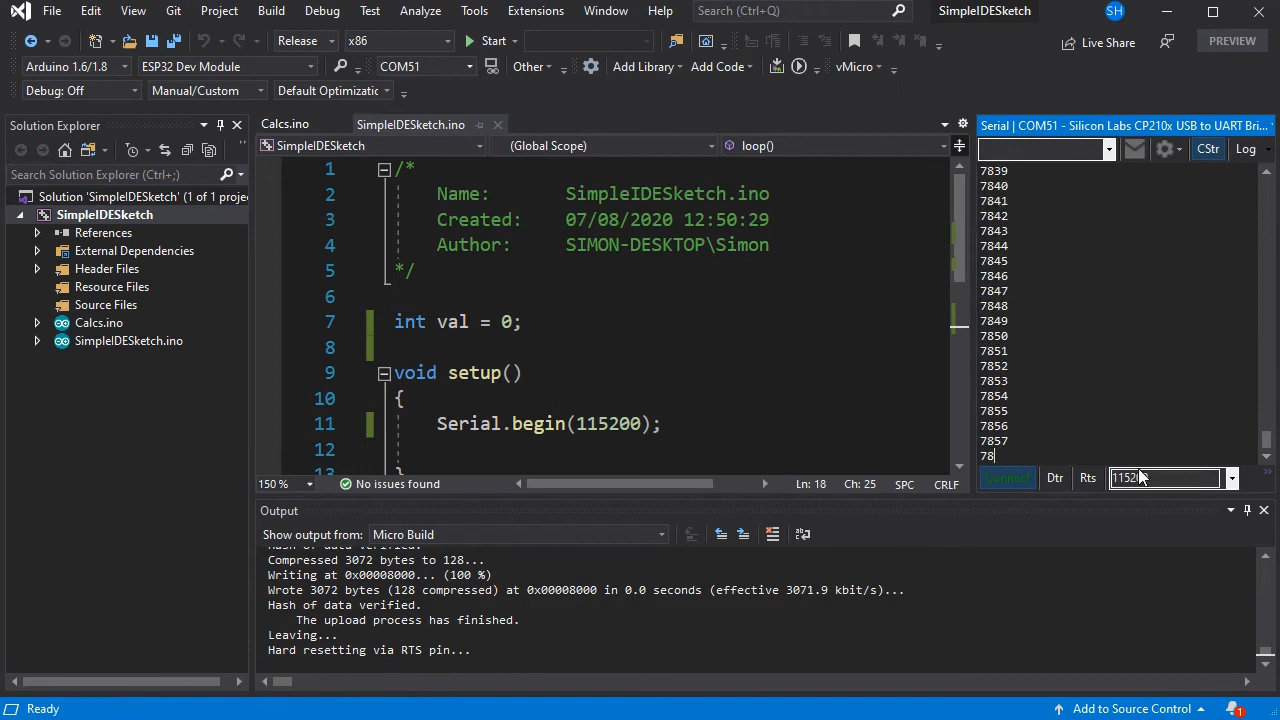 File Edit View Git Project Build Debug Test Analyze Tools Extensions Window Help Search (Ctrl+Q) SimpleIDESketch SH
Release x86 Start Live Share PREVIEW
Arduino 1.6/1.8 ESP32 Dev Module COM51 Other Add Library Add Code vMicro
Debug: Off Manual/Custom Default Optimizatic
Solution Explorer
Search Solution Explorer (Ctrl+;)
Solution 'SimpleIDESketch' (1 of 1 proje
SimpleIDESketch
References
External Dependencies
Header Files
Resource Files
Source Files
Calcs.ino
SimpleIDESketch.ino
Calcs.ino SimpleIDESketch.ino
SimpleIDESketch (Global Scope) loop()
1 /*
2 Name: SimpleIDESketch.ino
3 Created: 07/08/2020 12:50:29
4 Author: SIMON-DESKTOP\Simon
5 */
6
7 int val = 0;
8
9 void setup()
10 {
11 Serial.begin(115200);
12
13 }
150 % No issues found Ln: 18 Ch: 25 SPC CRLF
Serial | COM51 - Silicon Labs CP210x USB to UART Bri...
CStr Log
7839
7840
7841
7842
7843
7844
7845
7846
7847
7848
7849
7850
7851
7852
7853
7854
7855
7856
7857
78
Connect Dtr Rts 115200
Output
Show output from: Micro Build
Hash of data verified.
Compressed 3072 bytes to 128...
Writing at 0x00008000... (100 %)
Wrote 3072 bytes (128 compressed) at 0x00008000 in 0.0 seconds (effective 3071.9 kbit/s)...
Hash of data verified.
The upload process has finished.
Leaving...
Hard resetting via RTS pin...
Ready Add to Source Control 1